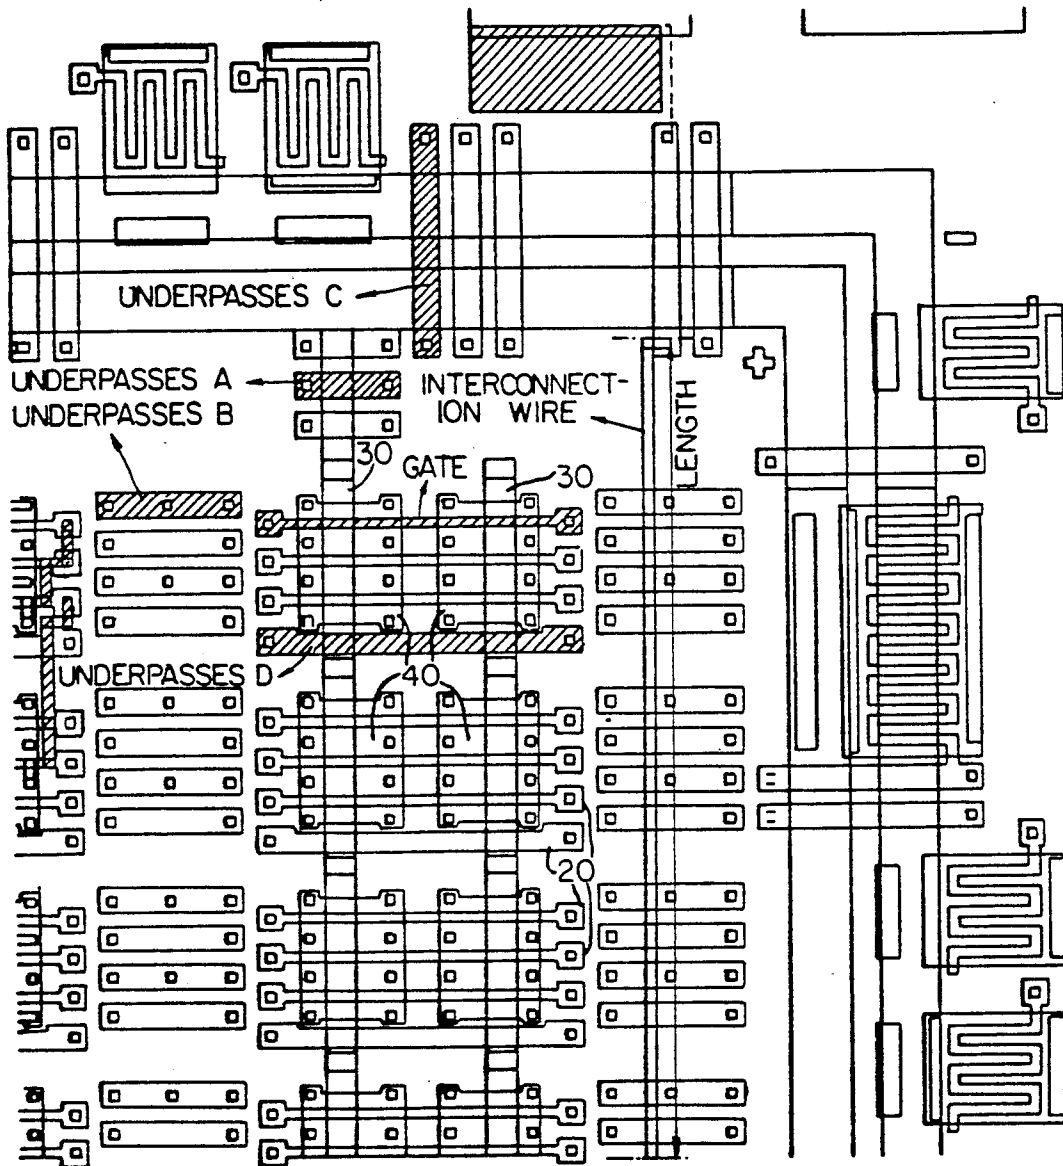 UNDERPASSES C
UNDERPASSES A
UNDERPASSES B
INTERCONNECT-
ION WIRE
LENGTH
30
GATE
30
UNDERPASSES D
40
20